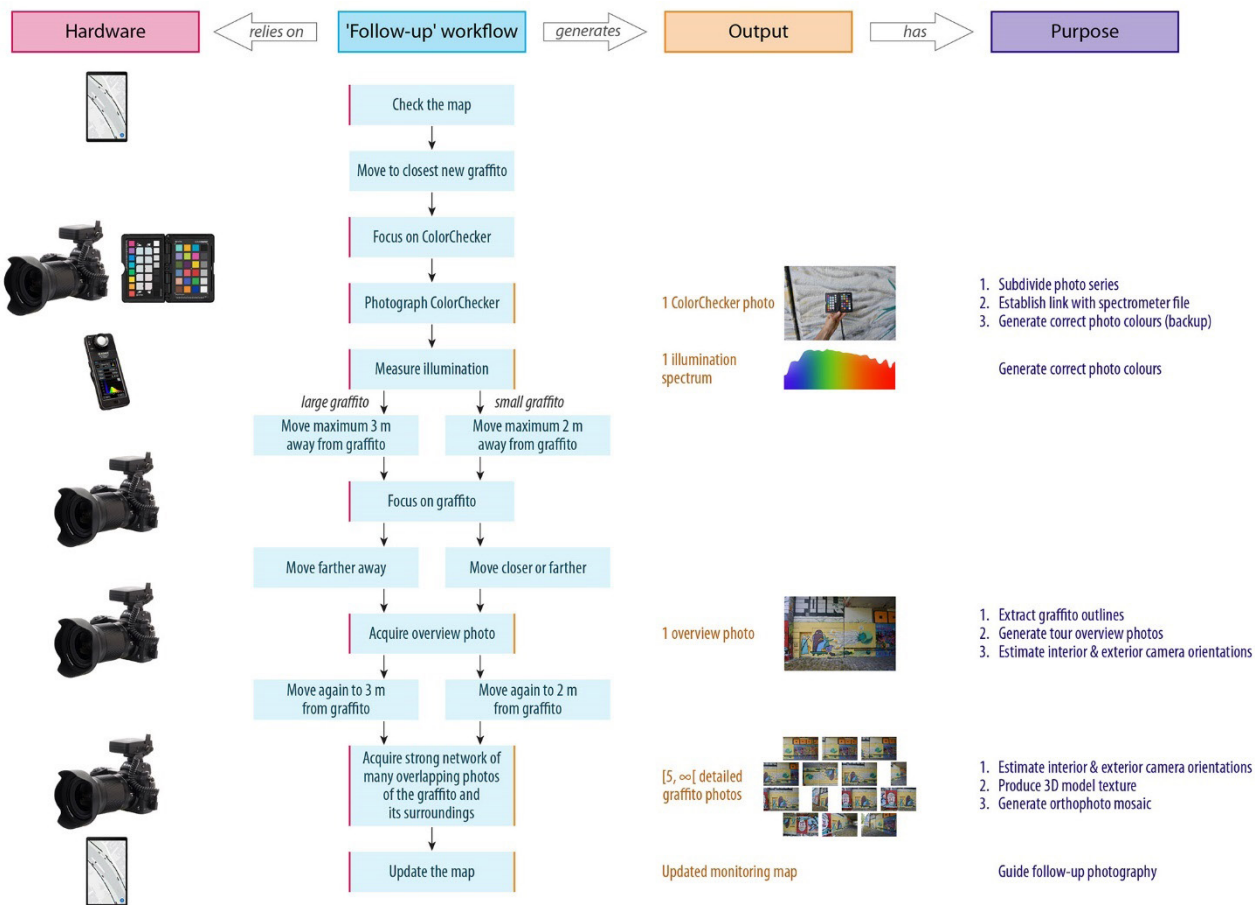 Hardware
relies on
'Follow-up' workflow
generates
Output
has
Purpose
Check the map
Move to closest new graffito
Focus on ColorChecker
Photograph ColorChecker
1 ColorChecker photo
1. Subdivide photo series
2. Establish link with spectrometer file
3. Generate correct photo colours (backup)
Measure illumination
1 illumination
spectrum
Generate correct photo colours
large graffito
small graffito
Move maximum 3 m
away from graffito
Move maximum 2 m
away from graffito
Focus on graffito
Move farther away
Move closer or farther
Acquire overview photo
1 overview photo
1. Extract graffito outlines
2. Generate tour overview photos
3. Estimate interior & exterior camera orientations
Move again to 3 m
from graffito
Move again to 2 m
from graffito
Acquire strong network of
many overlapping photos
of the graffito and
its surroundings
[5, ∞[ detailed
graffito photos
1. Estimate interior & exterior camera orientations
2. Produce 3D model texture
3. Generate orthophoto mosaic
Update the map
Updated monitoring map
Guide follow-up photography